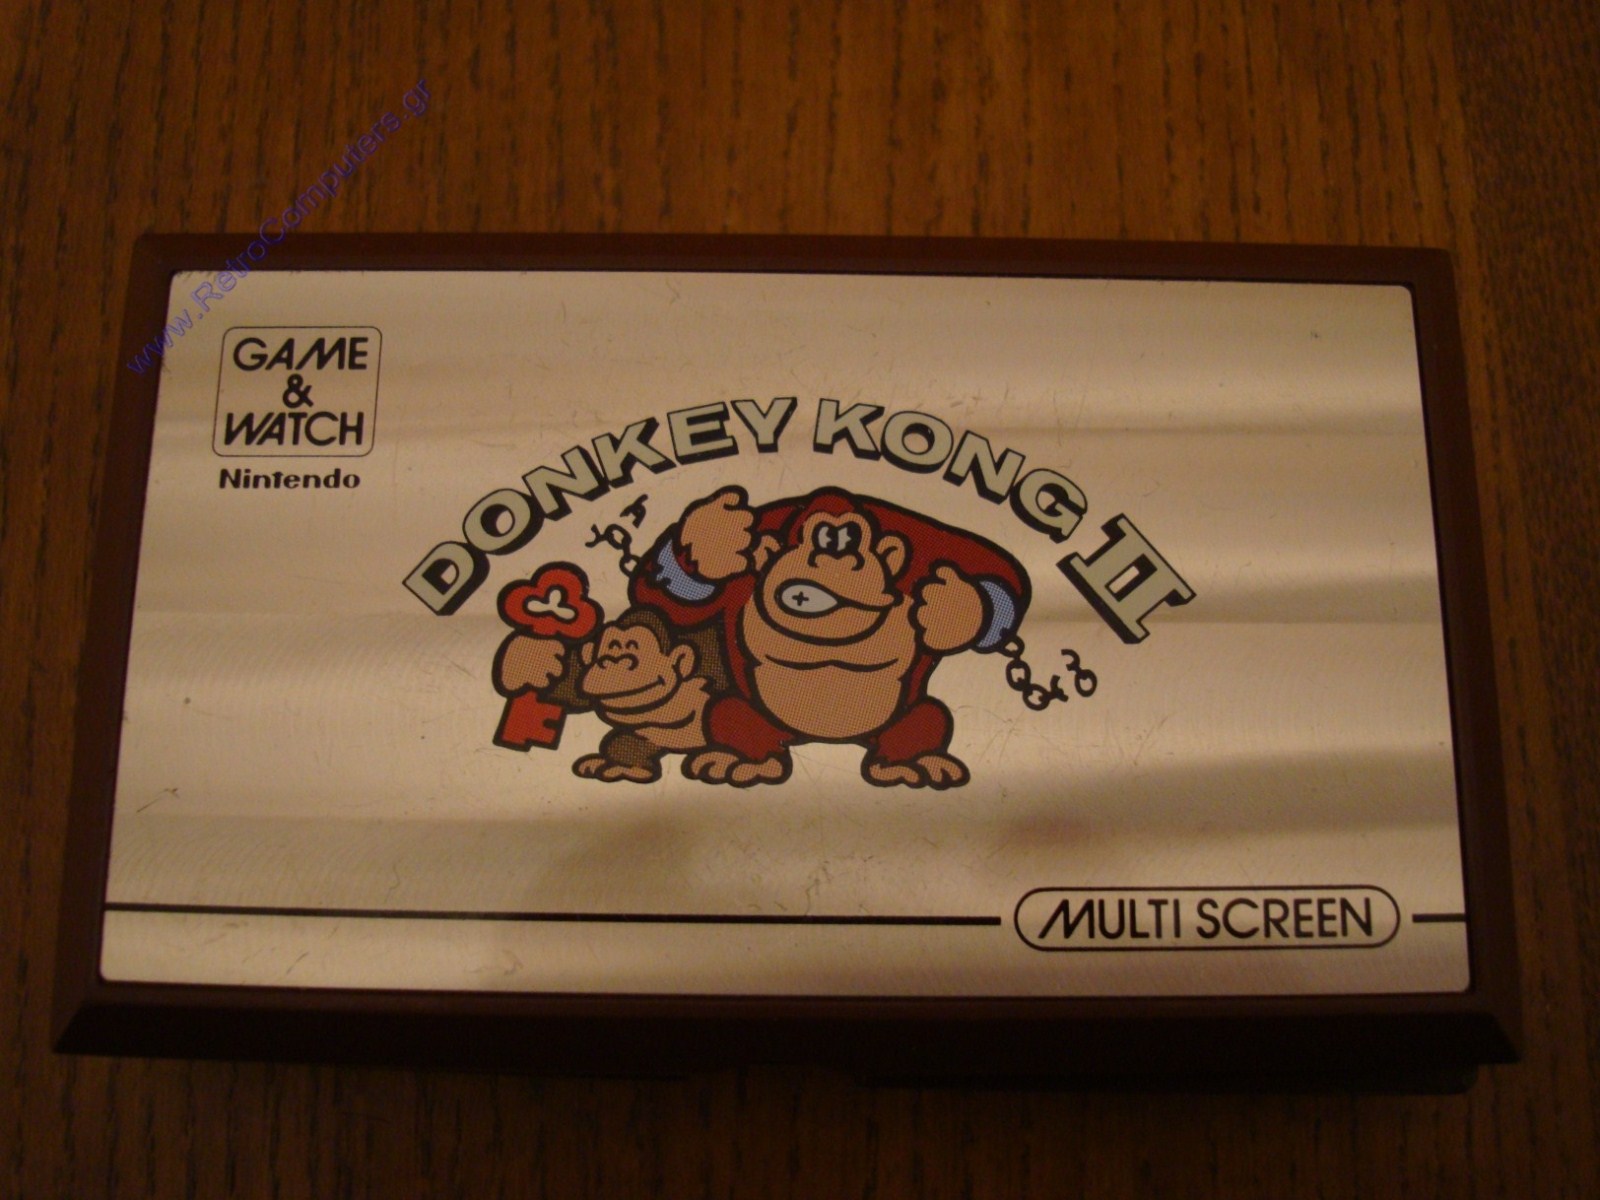 www.RetroComputers.gr
GAME
&
WATCH
Nintendo
DONKEY KONG II
MULTI SCREEN